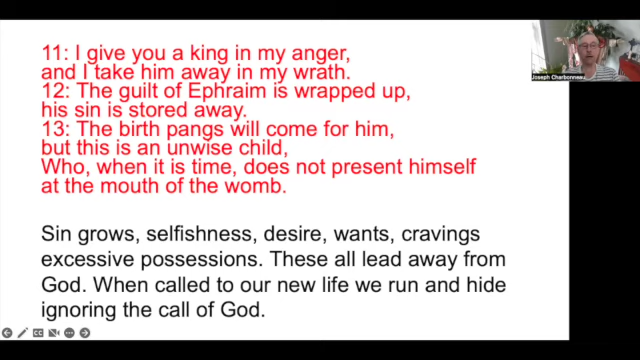 11: I give you a king in my anger,
and I take him away in my wrath.
12: The guilt of Ephraim is wrapped up,
his sin is stored away.
13: The birth pangs will come for him,
but this is an unwise child,
Who, when it is time, does not present himself
at the mouth of the womb.
Sin grows, selfishness, desire, wants, cravings
excessive possessions. These all lead away from
God. When called to our new life we run and hide
ignoring the call of God.
Joseph Charbonneau
CC